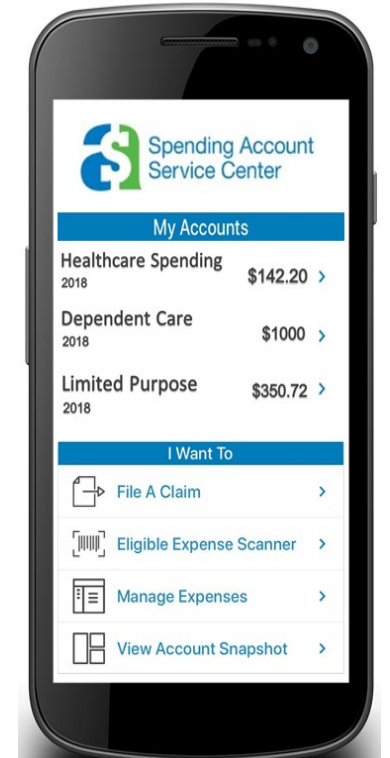 Spending Account
Service Center
My Accounts
Healthcare Spending
2018
$142.20
Dependent Care
2018
$1000
Limited Purpose
2018
$350.72
I Want To
File A Claim
Eligible Expense Scanner
Manage Expenses
View Account Snapshot